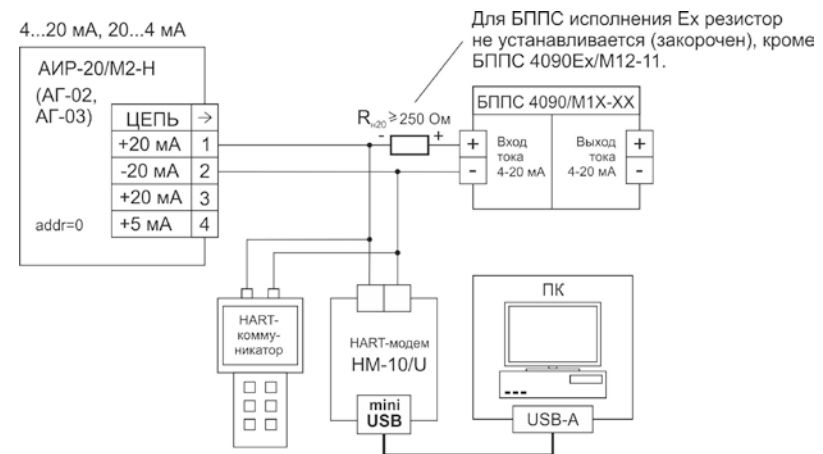 Для БППС исполнения Ex резистор
не устанавливается (закорочен), кроме
БППС 4090Ex/М12-11.
4...20 мА, 20...4 мА
АИР-20/М2-Н
(АГ-02,
АГ-03)
ЦЕПЬ →
+20 мА 1
-20 мА 2
+20 мА 3
+5 мА 4
addr=0
Rн20 ≥ 250 Ом
- +
БППС 4090/М1Х-ХХ
+ Вход тока 4-20 мА -
Выход тока 4-20 мА + -
HART-
комму-
никатор
HART-модем
НМ-10/U
mini
USB
ПК
USB-A